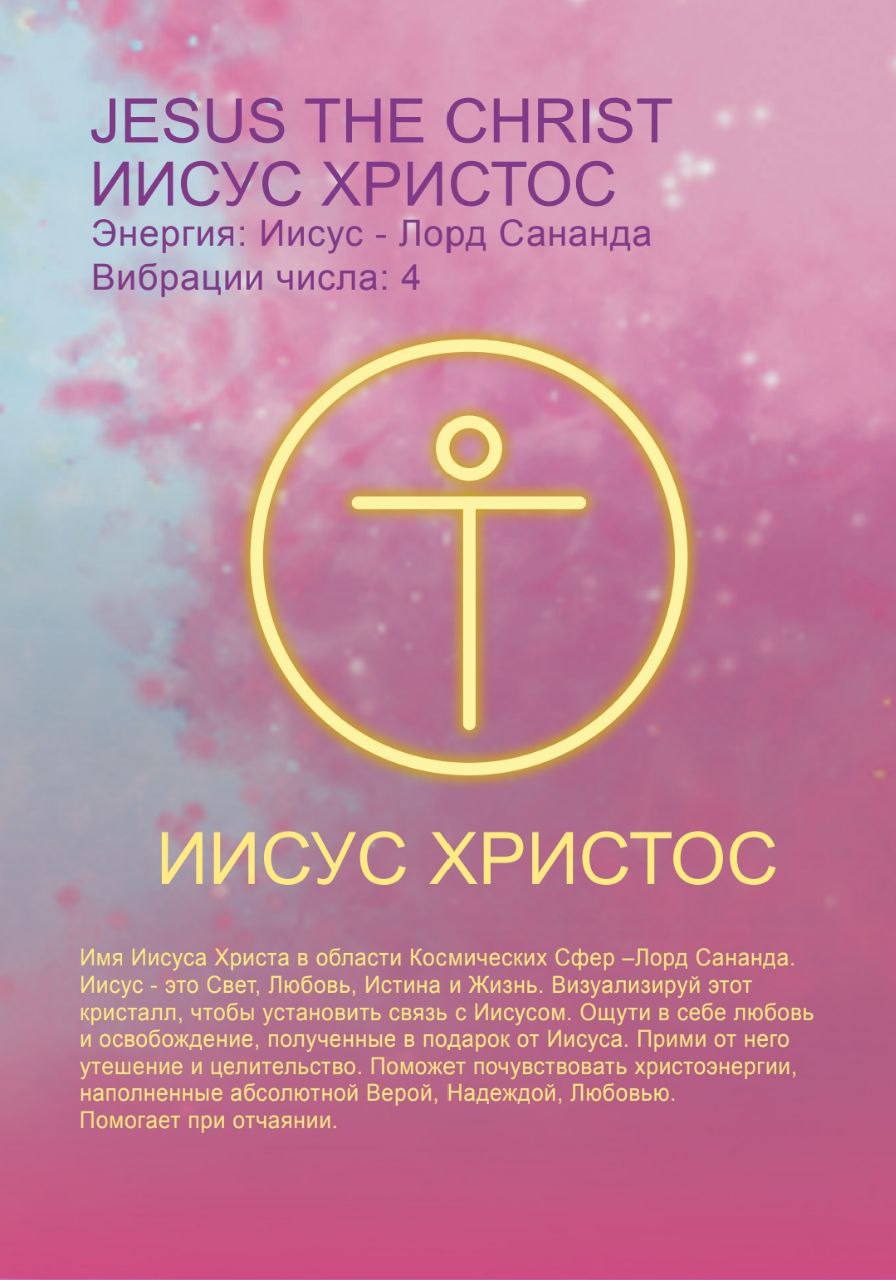 JESUS THE CHRIST
ИИСУС ХРИСТОС
Энергия: Иисус - Лорд Сананда
Вибрации числа: 4
ИИСУС ХРИСТОС
Имя Иисуса Христа в области Космических Сфер –Лорд Сананда.
Иисус - это Свет, Любовь, Истина и Жизнь. Визуализируй этот
кристалл, чтобы установить связь с Иисусом. Ощути в себе любовь
и освобождение, полученные в подарок от Иисуса. Прими от него
утешение и целительство. Поможет почувствовать христоэнергии,
наполненные абсолютной Верой, Надеждой, Любовью.
Помогает при отчаянии.